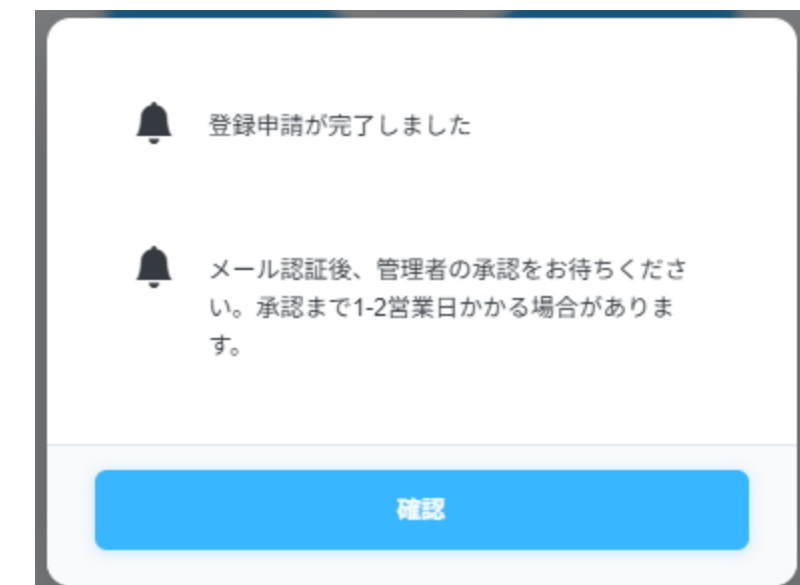 登録申請が完了しました
メール認証後、管理者の承認をお待ちくださ
い。承認まで1-2営業日かかる場合がありま
す。
確認